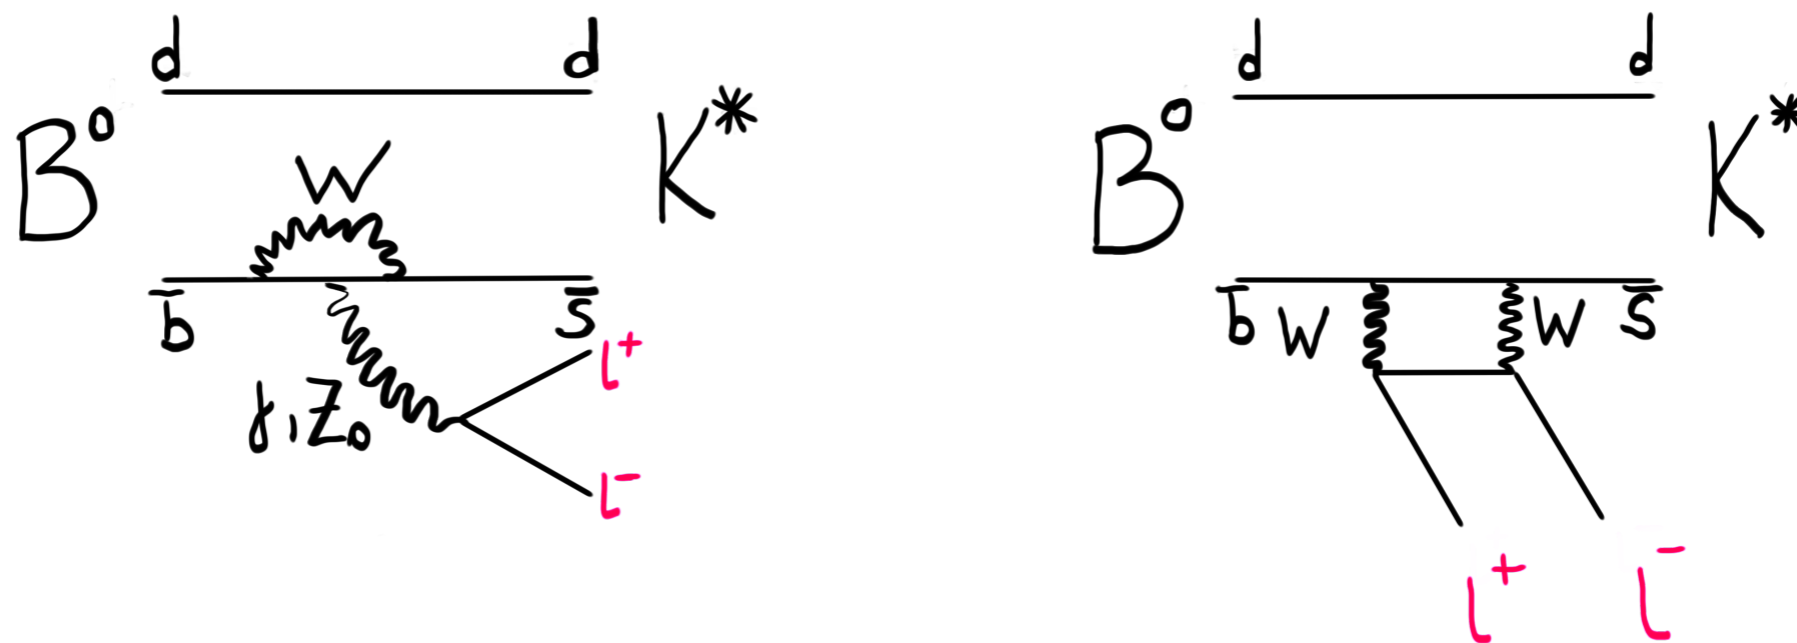 d d
B⁰ K*
W
b̄ s̄
γ, Z₀
l⁺
l⁻
d d
B⁰ K*
b̄ W W s̄
l⁺ l⁻